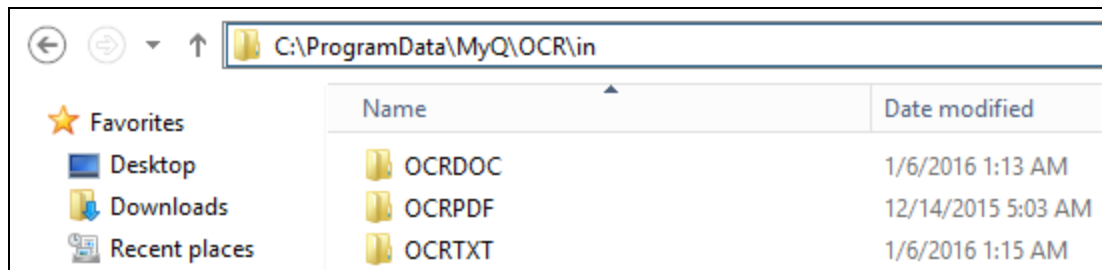 C:\ProgramData\MyQ\OCR\in
Favorites
Desktop
Downloads
Recent places
Name Date modified
OCRDOC 1/6/2016 1:13 AM
OCRPDF 12/14/2015 5:03 AM
OCRTXT 1/6/2016 1:15 AM